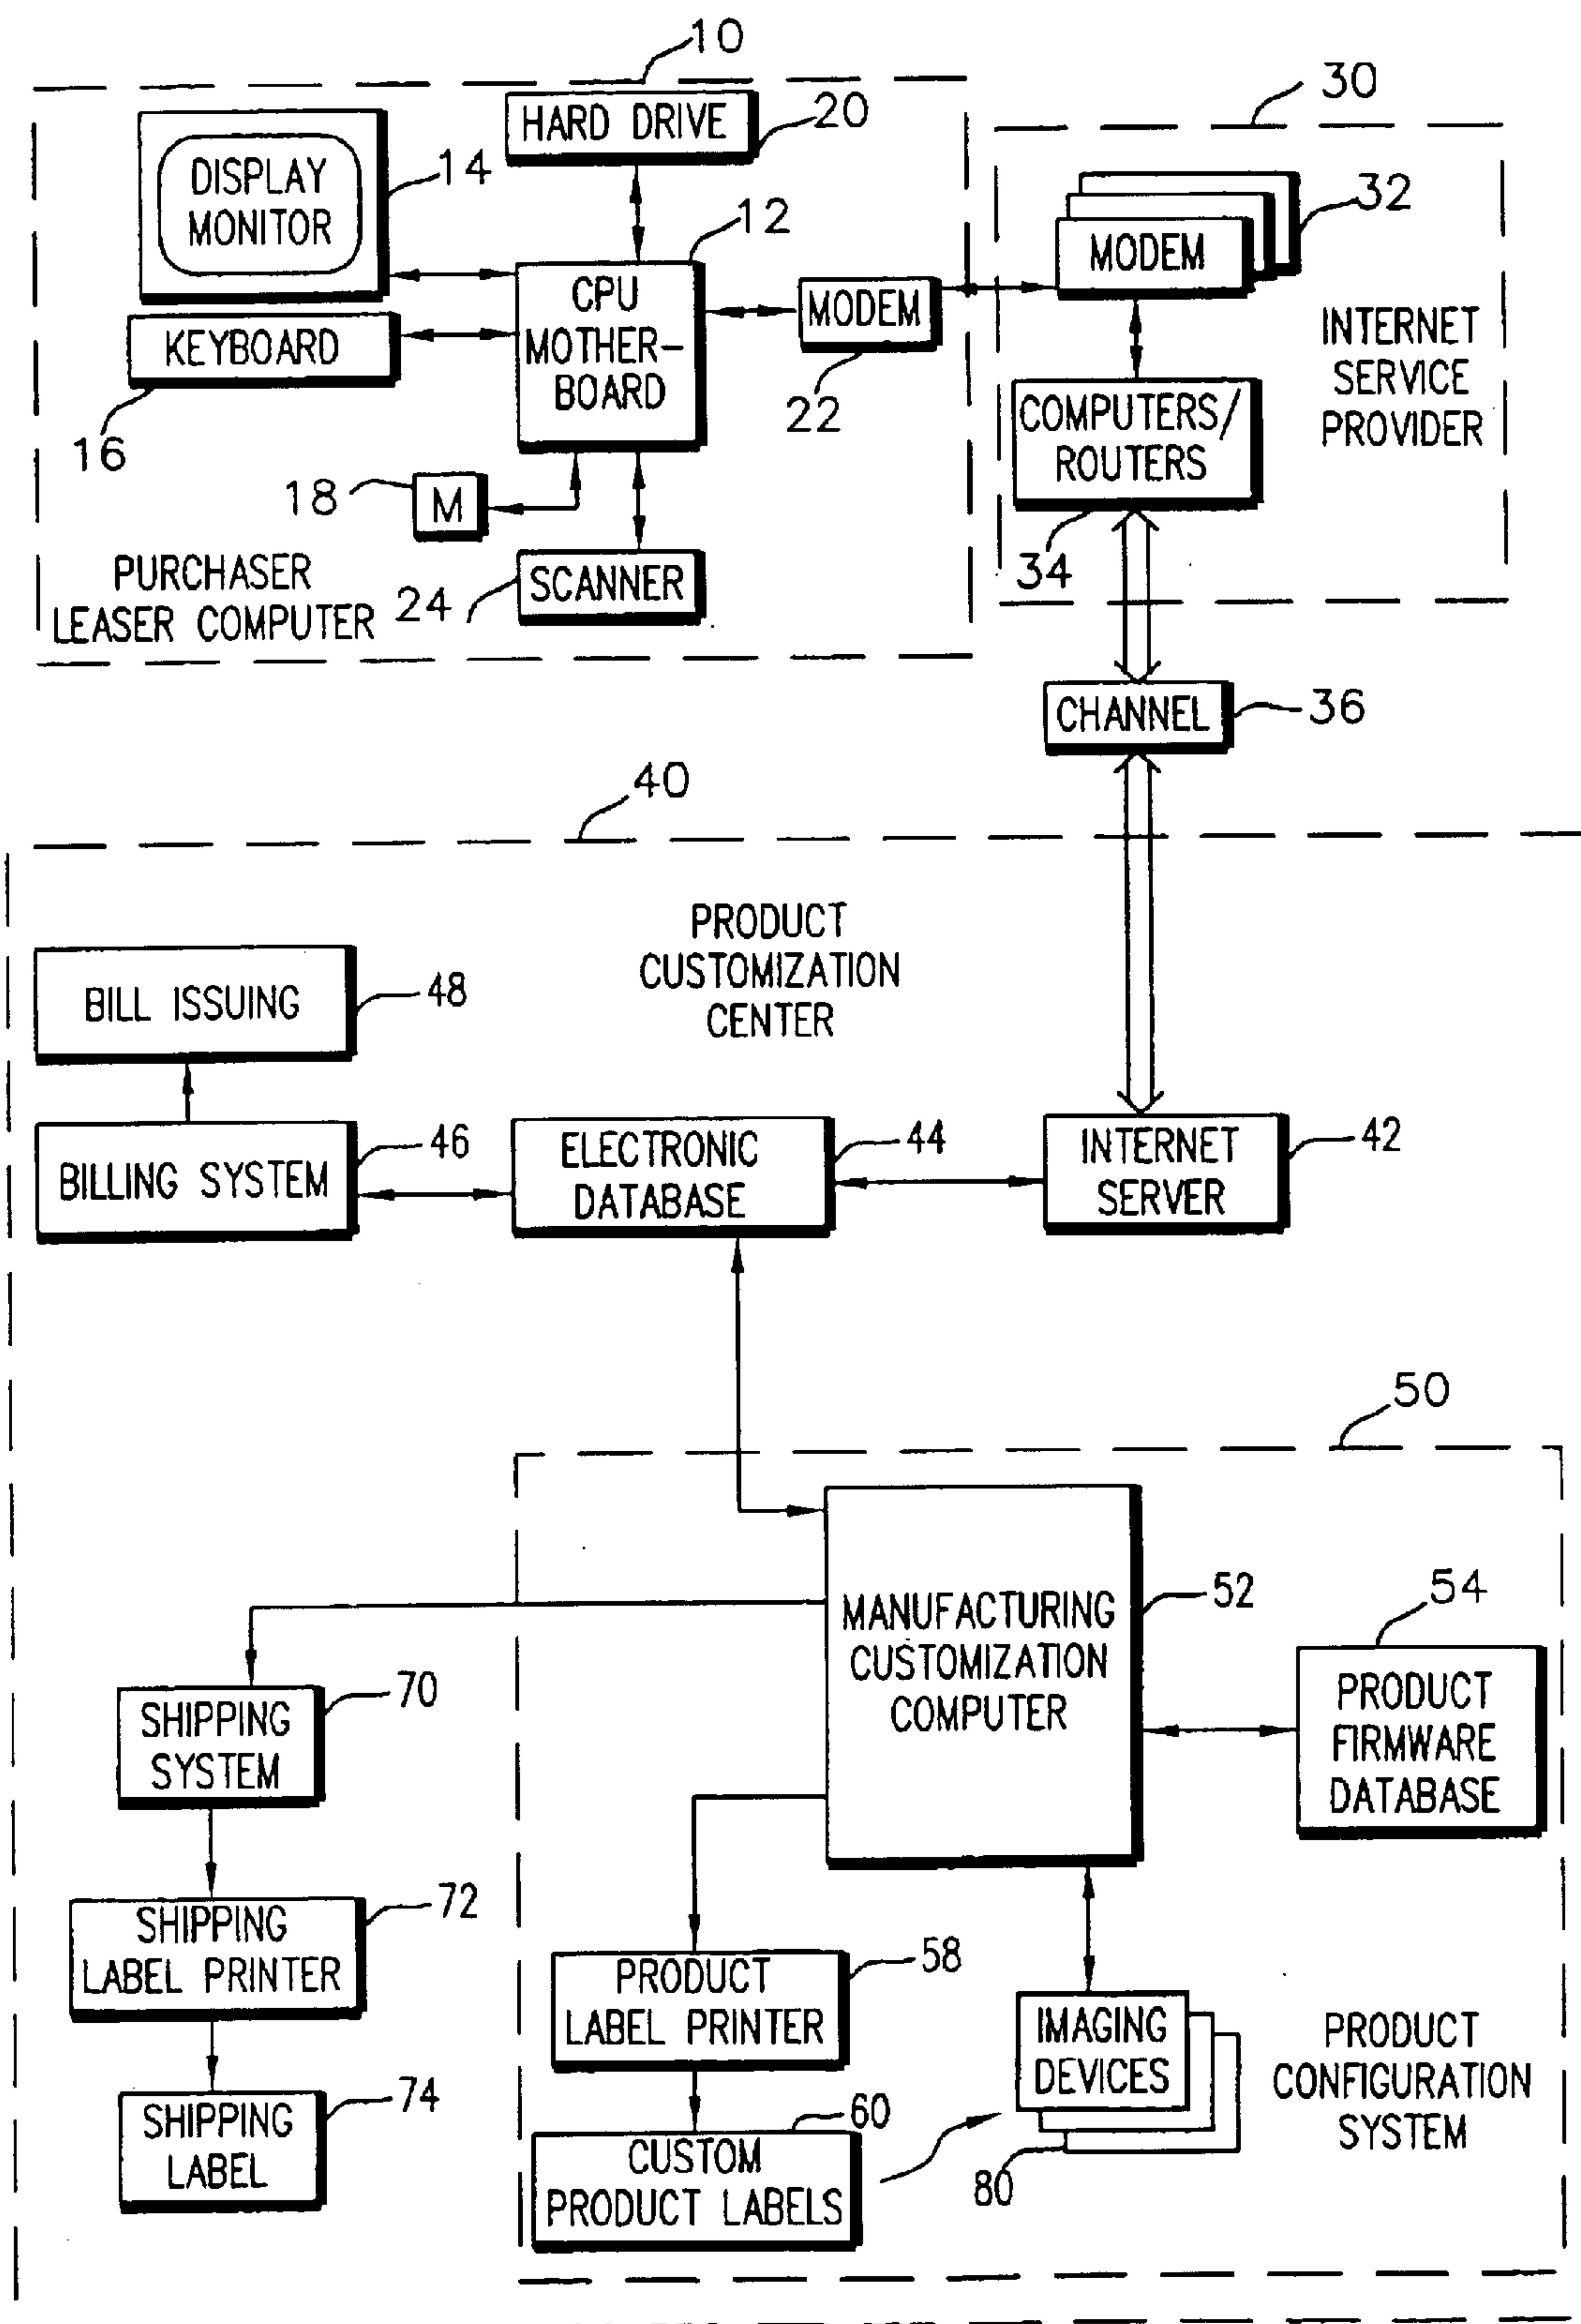 10
HARD DRIVE
20
30
DISPLAY
MONITOR
14
12
32
MODEM
CPU
MOTHER-
BOARD
MODEM
22
KEYBOARD
16
INTERNET
SERVICE
PROVIDER
COMPUTERS/
ROUTERS
34
18
M
24
SCANNER
PURCHASER
LEASER COMPUTER
CHANNEL
36
40
PRODUCT
CUSTOMIZATION
CENTER
BILL ISSUING
48
BILLING SYSTEM
46
ELECTRONIC
DATABASE
44
INTERNET
SERVER
42
50
MANUFACTURING
CUSTOMIZATION
COMPUTER
52
54
PRODUCT
FIRMWARE
DATABASE
SHIPPING
SYSTEM
70
SHIPPING
LABEL PRINTER
72
SHIPPING
LABEL
74
PRODUCT
LABEL PRINTER
58
CUSTOM
PRODUCT LABELS
60
IMAGING
DEVICES
80
PRODUCT
CONFIGURATION
SYSTEM